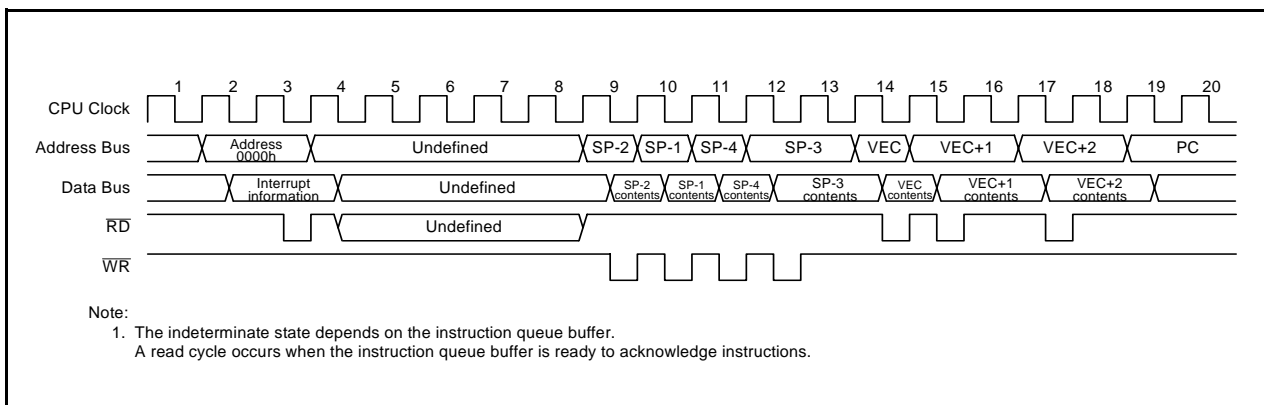 1 2 3 4 5 6 7 8 9 10 11 12 13 14 15 16 17 18 19 20
CPU Clock
Address Bus Address 0000h Undefined SP-2 SP-1 SP-4 SP-3 VEC VEC+1 VEC+2 PC
Data Bus Interrupt information Undefined SP-2 contents SP-1 contents SP-4 contents SP-3 contents VEC contents VEC+1 contents VEC+2 contents
RD Undefined
WR
Note:
1. The indeterminate state depends on the instruction queue buffer.
A read cycle occurs when the instruction queue buffer is ready to acknowledge instructions.